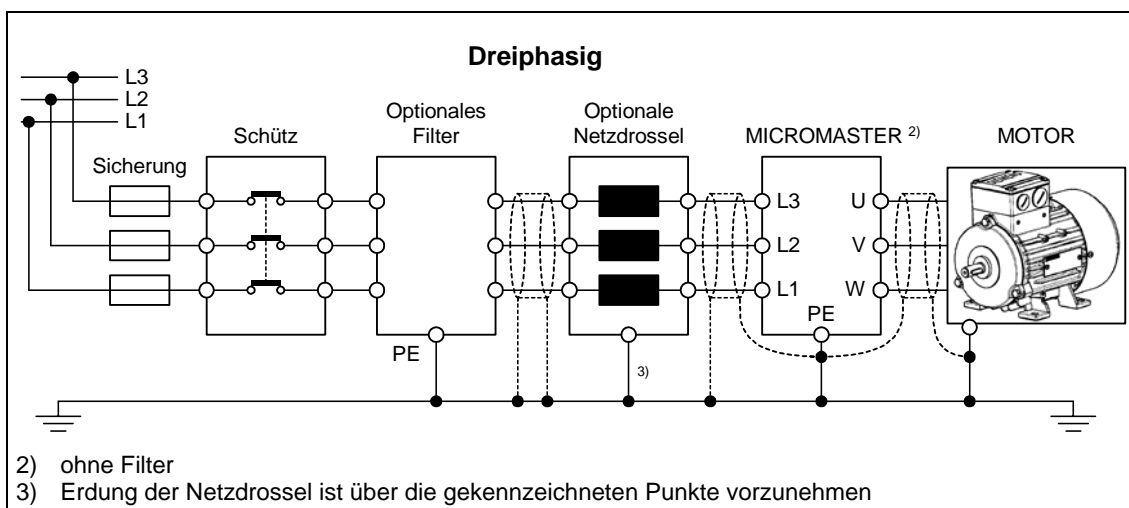 Dreiphasig
L3
L2
L1
Sicherung
Schütz
Optionales
Filter
Optionale
Netzdrossel
MICROMASTER 2)
MOTOR
L3
U
L2
V
L1
W
PE
PE
3)
2) ohne Filter
3) Erdung der Netzdrossel ist über die gekennzeichneten Punkte vorzunehmen